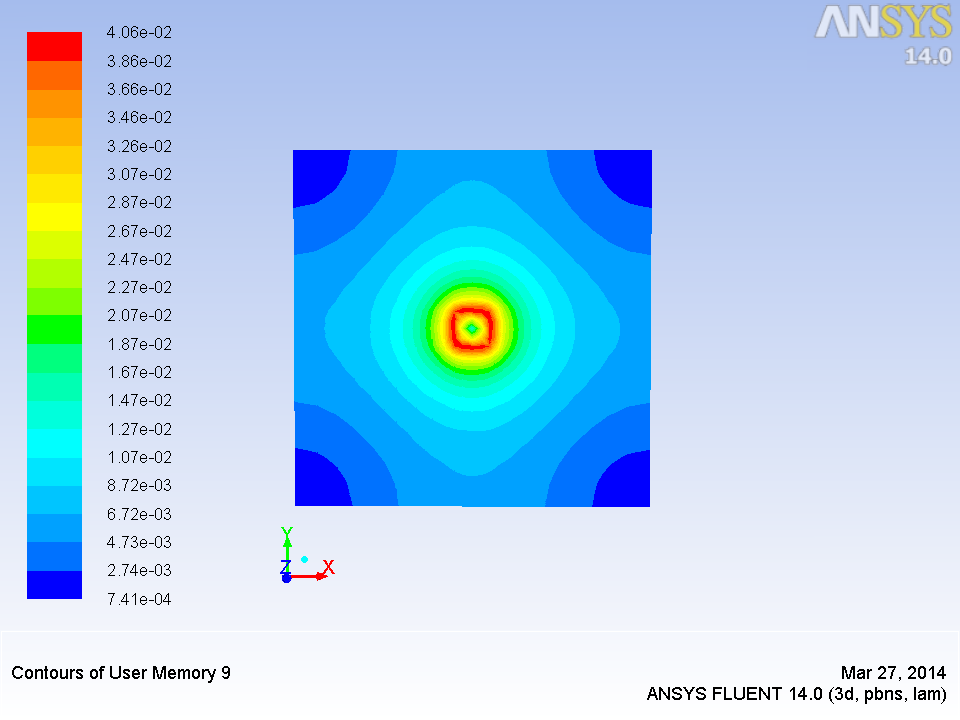 ANSYS
14.0
4.06e-02
3.86e-02
3.66e-02
3.46e-02
3.26e-02
3.07e-02
2.87e-02
2.67e-02
2.47e-02
2.27e-02
2.07e-02
1.87e-02
1.67e-02
1.47e-02
1.27e-02
1.07e-02
8.72e-03
6.72e-03
4.73e-03
2.74e-03
7.41e-04
Y
Z X
Contours of User Memory 9
Mar 27, 2014
ANSYS FLUENT 14.0 (3d, pbns, lam)